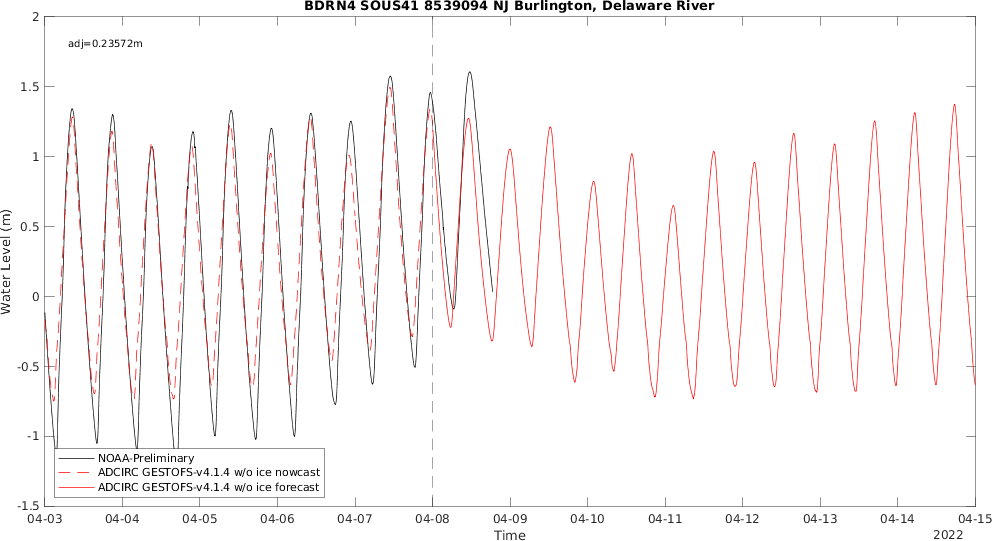 BDRN4 SOUS41 8539094 NJ Burlington, Delaware River
2
adj=0.23572m
1.5
1
0.5
0
-0.5
-1
-1.5
Water Level (m)
NOAA-Preliminary
ADCIRC GESTOFS-v4.1.4 w/o ice nowcast
ADCIRC GESTOFS-v4.1.4 w/o ice forecast
04-03 04-04 04-05 04-06 04-07 04-08 04-09 04-10 04-11 04-12 04-13 04-14 04-15
Time
2022